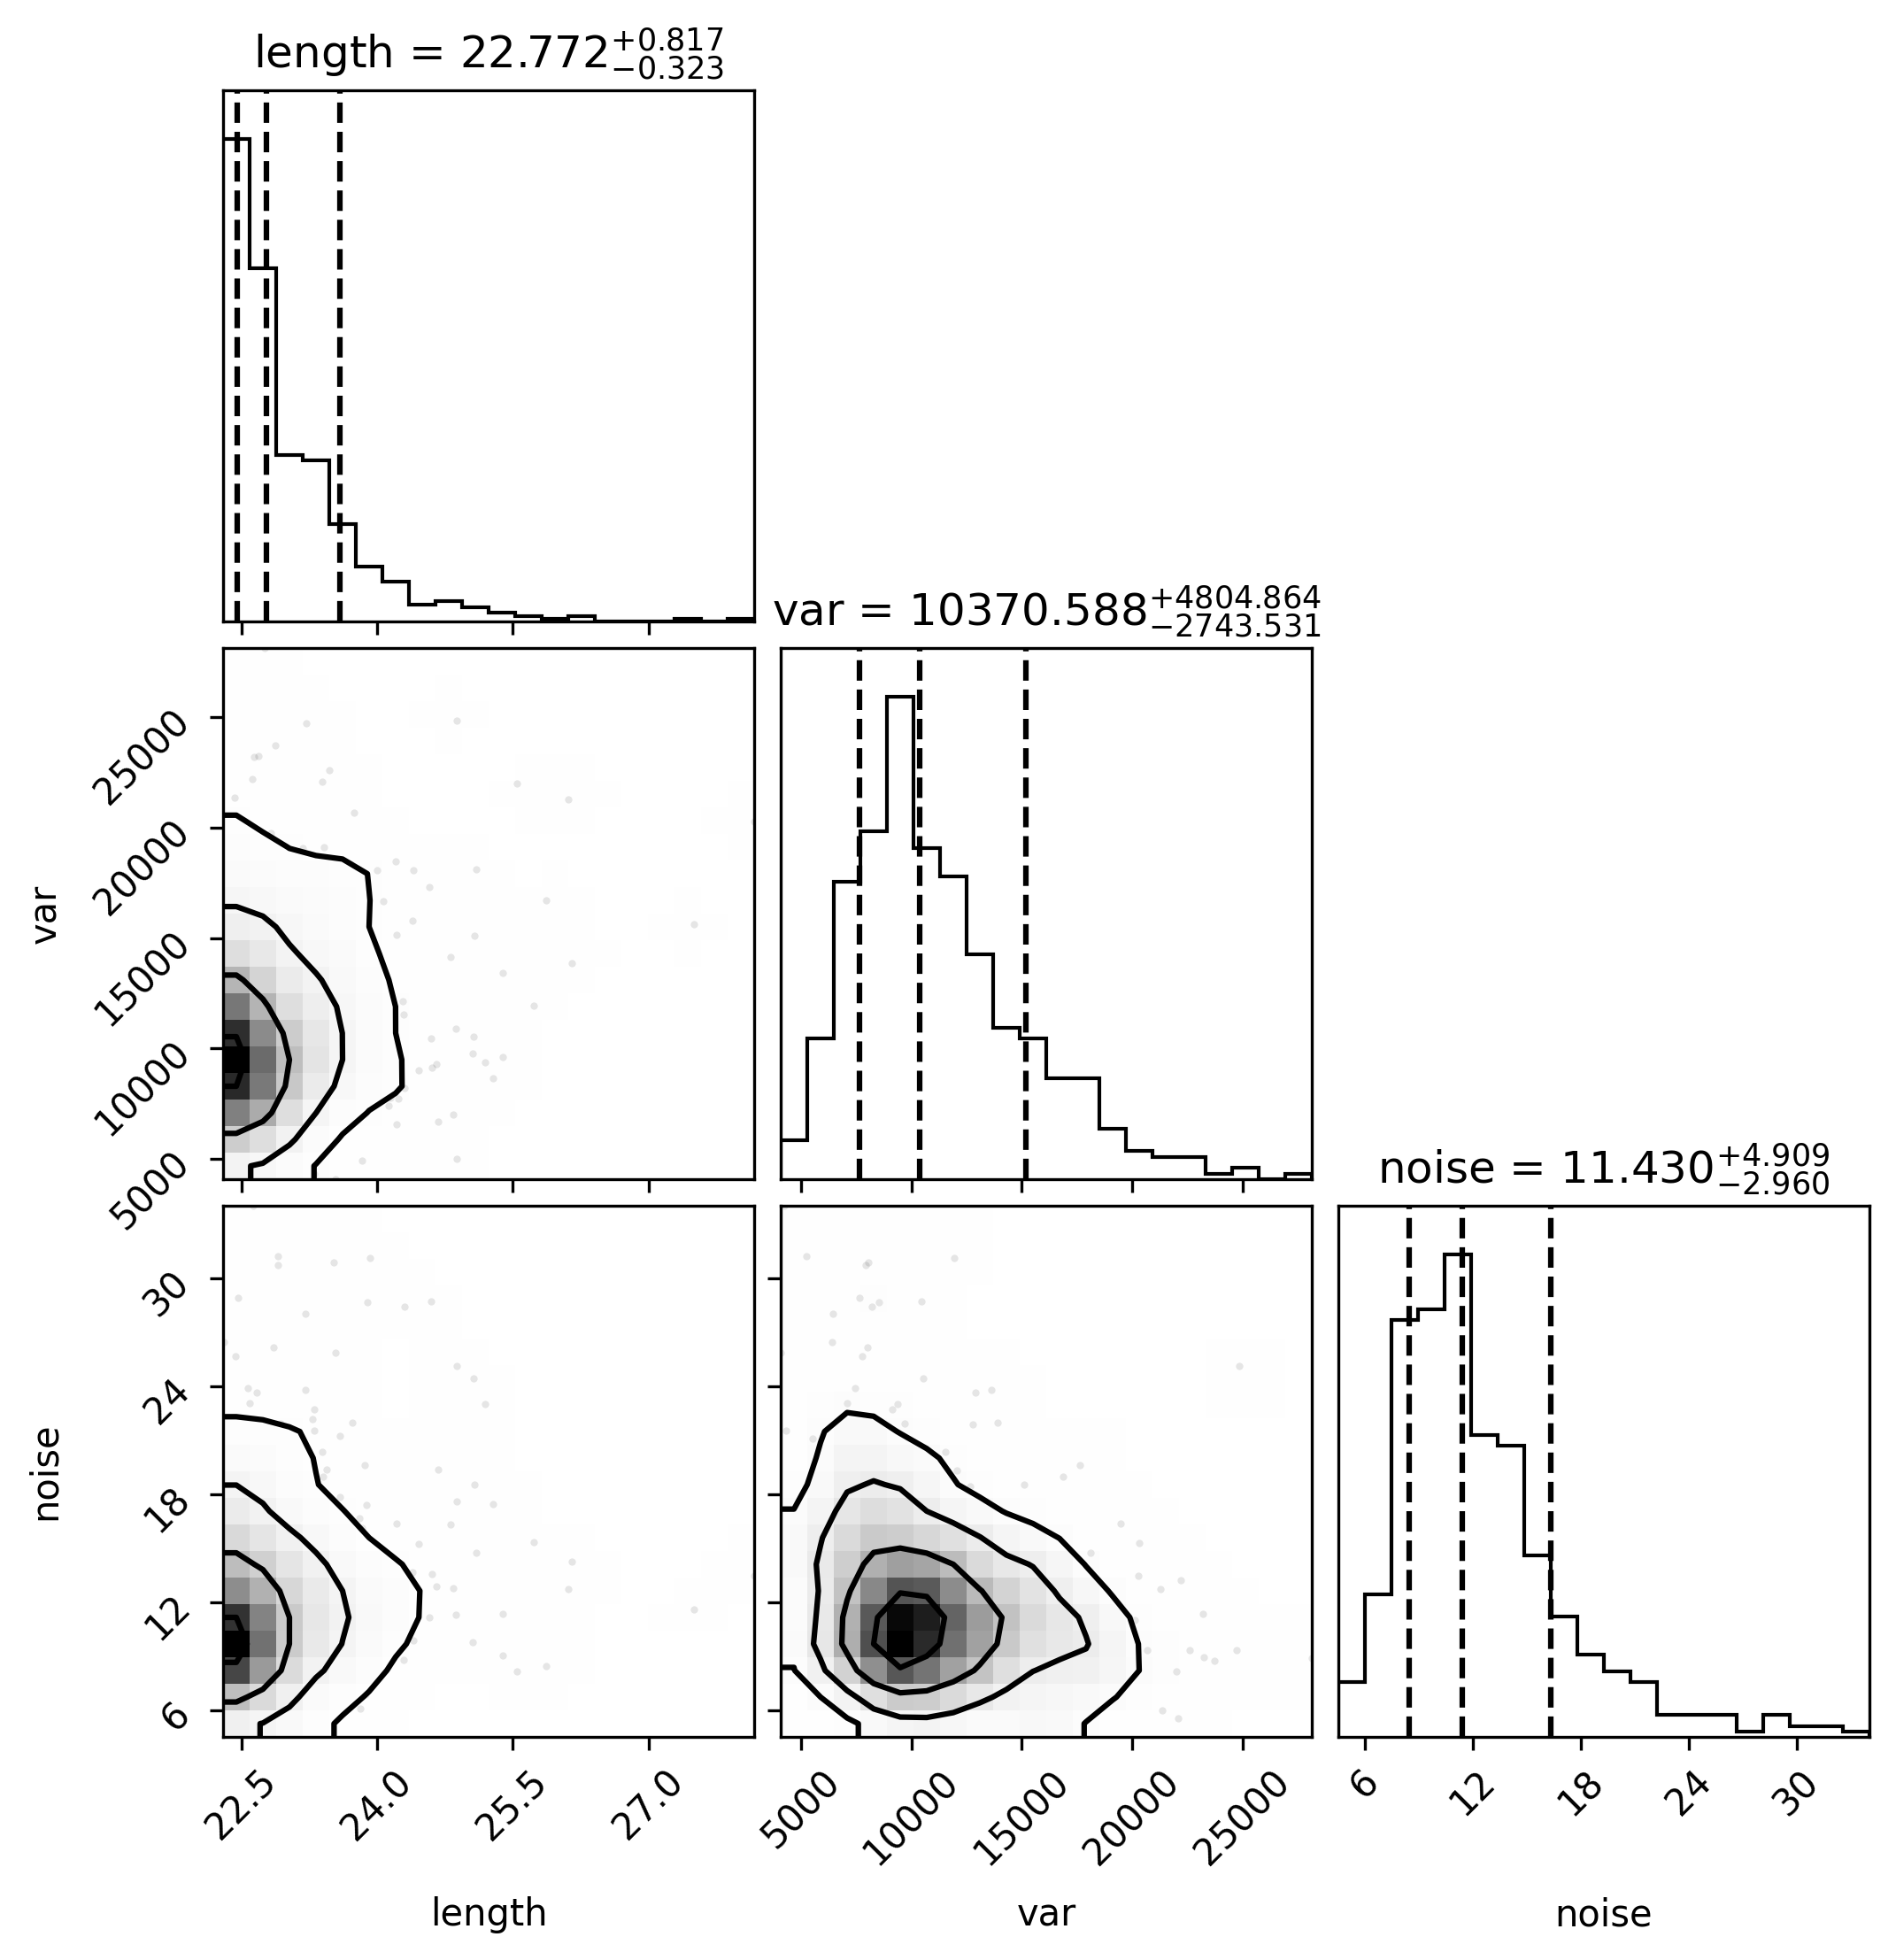 length = 22.772+0.817−0.323
var = 10370.588+4804.864−2743.531
25000
20000
15000
10000
5000
var
noise = 11.430+4.909−2.960
30
24
18
12
6
noise
22.5 24.0 25.5 27.0 5000 10000 15000 20000 25000 6 12 18 24 30
length var noise